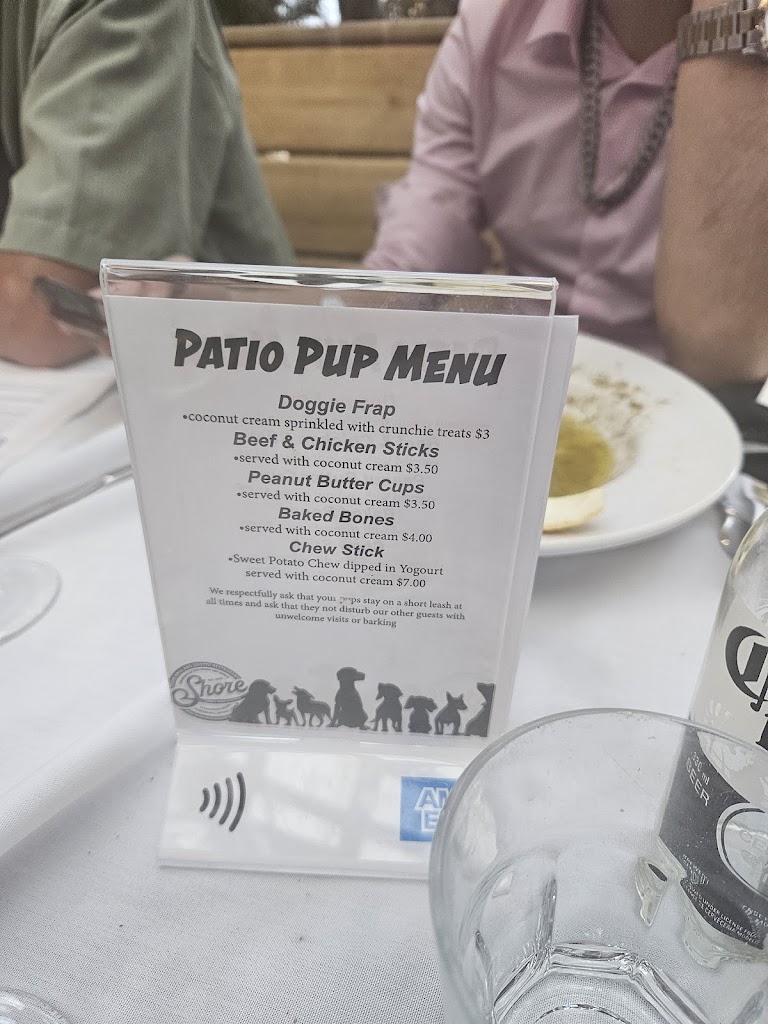 PATIO PUP MENU
Doggie Frap
•coconut cream sprinkled with crunchie treats $3
Beef & Chicken Sticks
•served with coconut cream $3.50
Peanut Butter Cups
•served with coconut cream $3.50
Baked Bones
•served with coconut cream $4.00
Chew Stick
•Sweet Potato Chew dipped in Yogourt
served with coconut cream $7.00
We respectfully ask that your pups stay on a short leash at
all times and ask that they not disturb our other guests with
unwelcome visits or barking
Shore
AM
E
330 ml
BEER